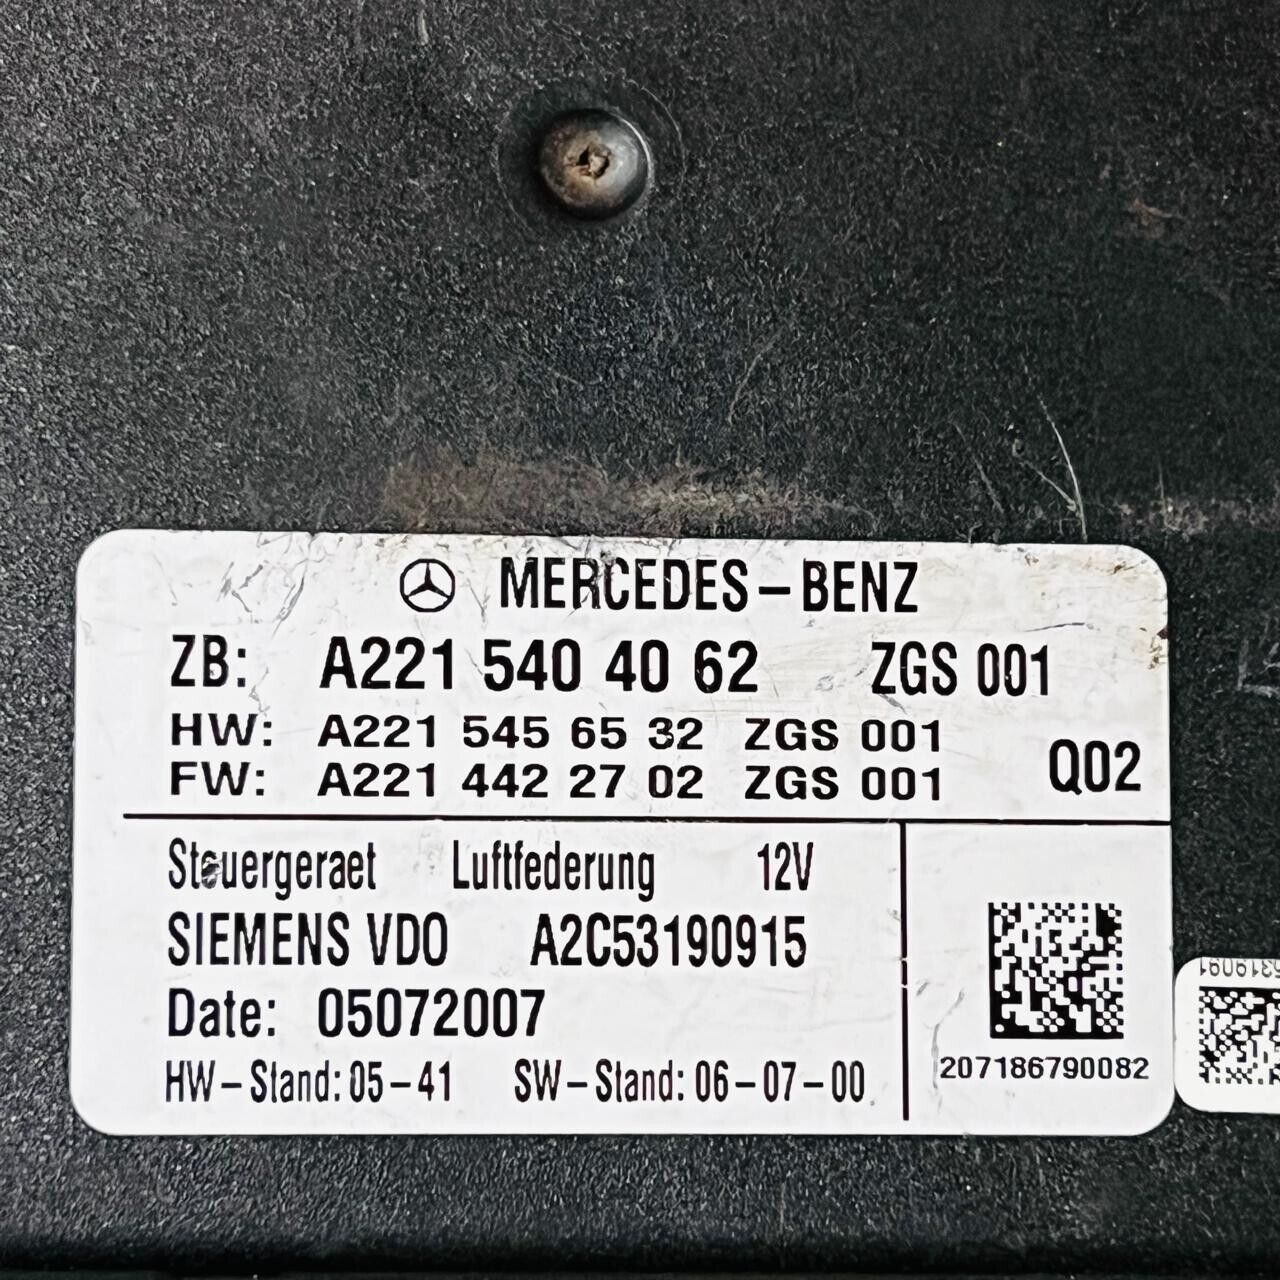 MERCEDES-BENZ
ZB: A221 540 40 62 ZGS 001
HW: A221 545 65 32 ZGS 001
FW: A221 442 27 02 ZGS 001
Q02
Steuergeraet Luftfederung 12V
SIEMENS VDO A2C53190915
Date: 05072007
HW-Stand: 05-41 SW-Stand: 06-07-00
207186790082